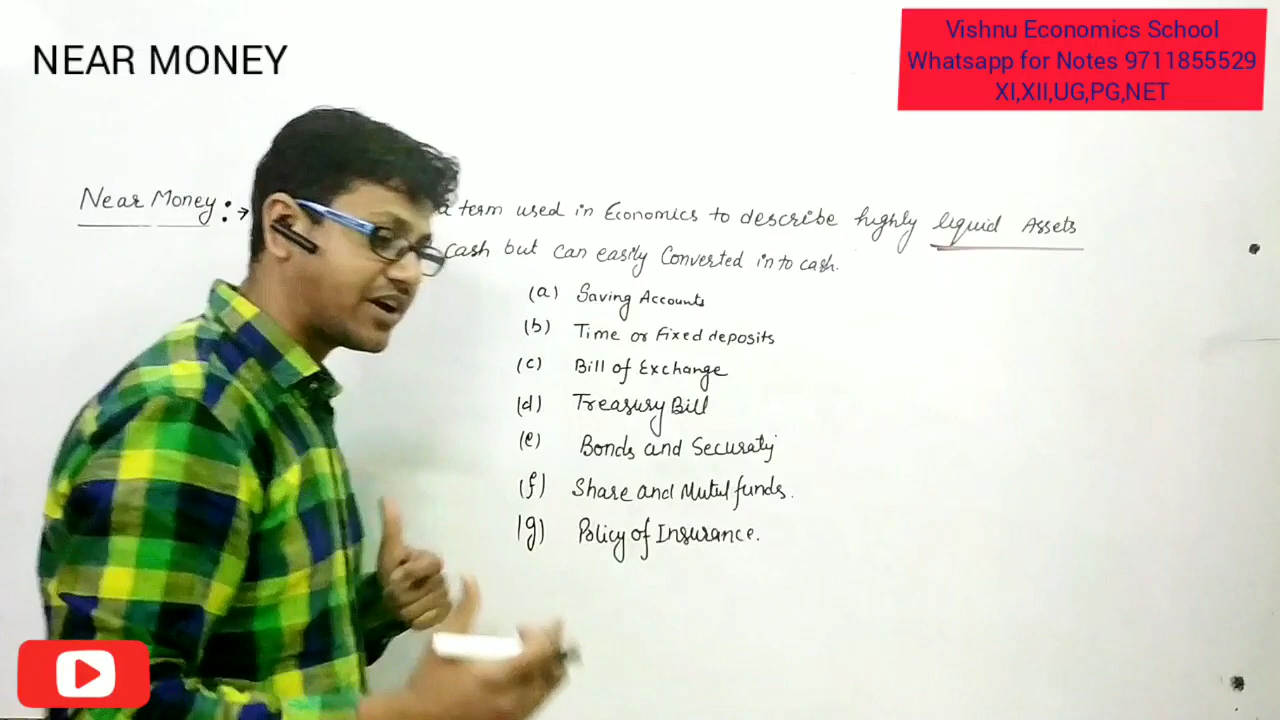 NEAR MONEY
Vishnu Economics School
Whatsapp for Notes 9711855529
XI,XII,UG,PG,NET
Near Money :→ a term used in Economics to describe highly liquid Assets
cash but can easily Converted in to cash.
(a) Saving Accounts
(b) Time or Fixed deposits
(c) Bill of Exchange
(d) Treasury Bill
(e) Bonds and Securaty
(f) Share and Mutul funds.
(g) Policy of Insurance.